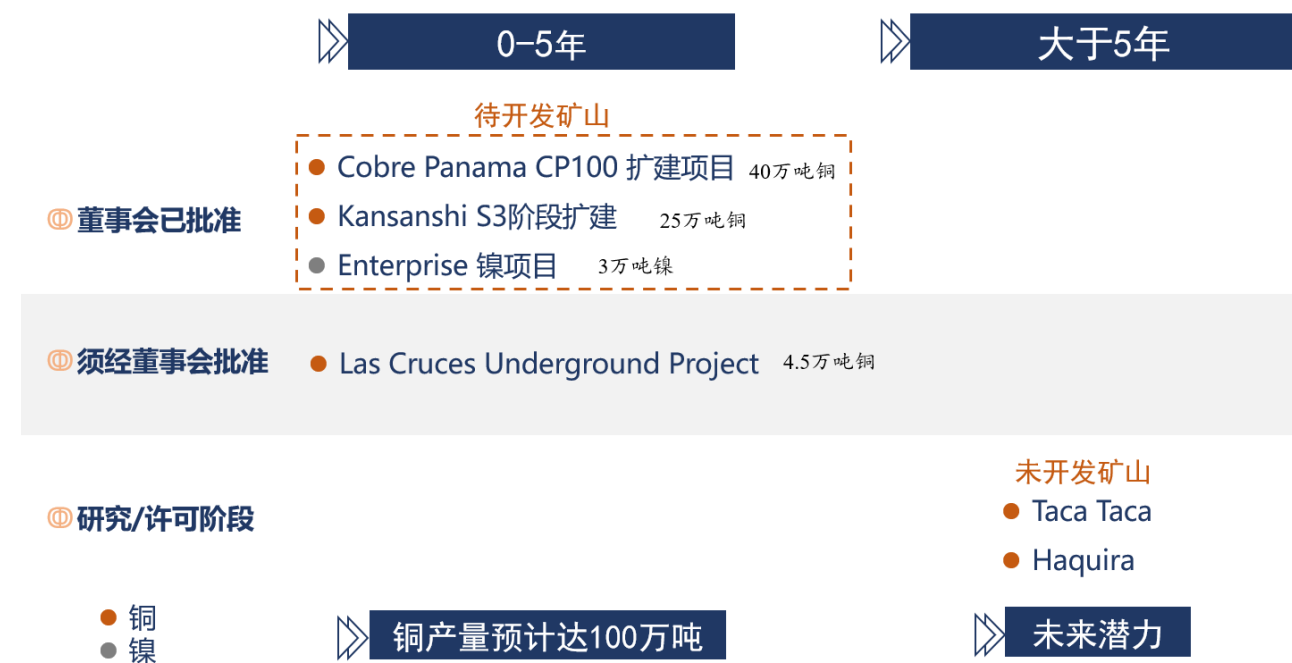 0-5年
大于5年
待开发矿山
Cobre Panama CP100 扩建项目 40万吨铜
董事会已批准
Kansanshi S3阶段扩建 25万吨铜
Enterprise 镍项目 3万吨镍
须经董事会批准
Las Cruces Underground Project 4.5万吨铜
未开发矿山
研究/许可阶段
Taca Taca
Haquira
铜
镍
铜产量预计达100万吨
未来潜力